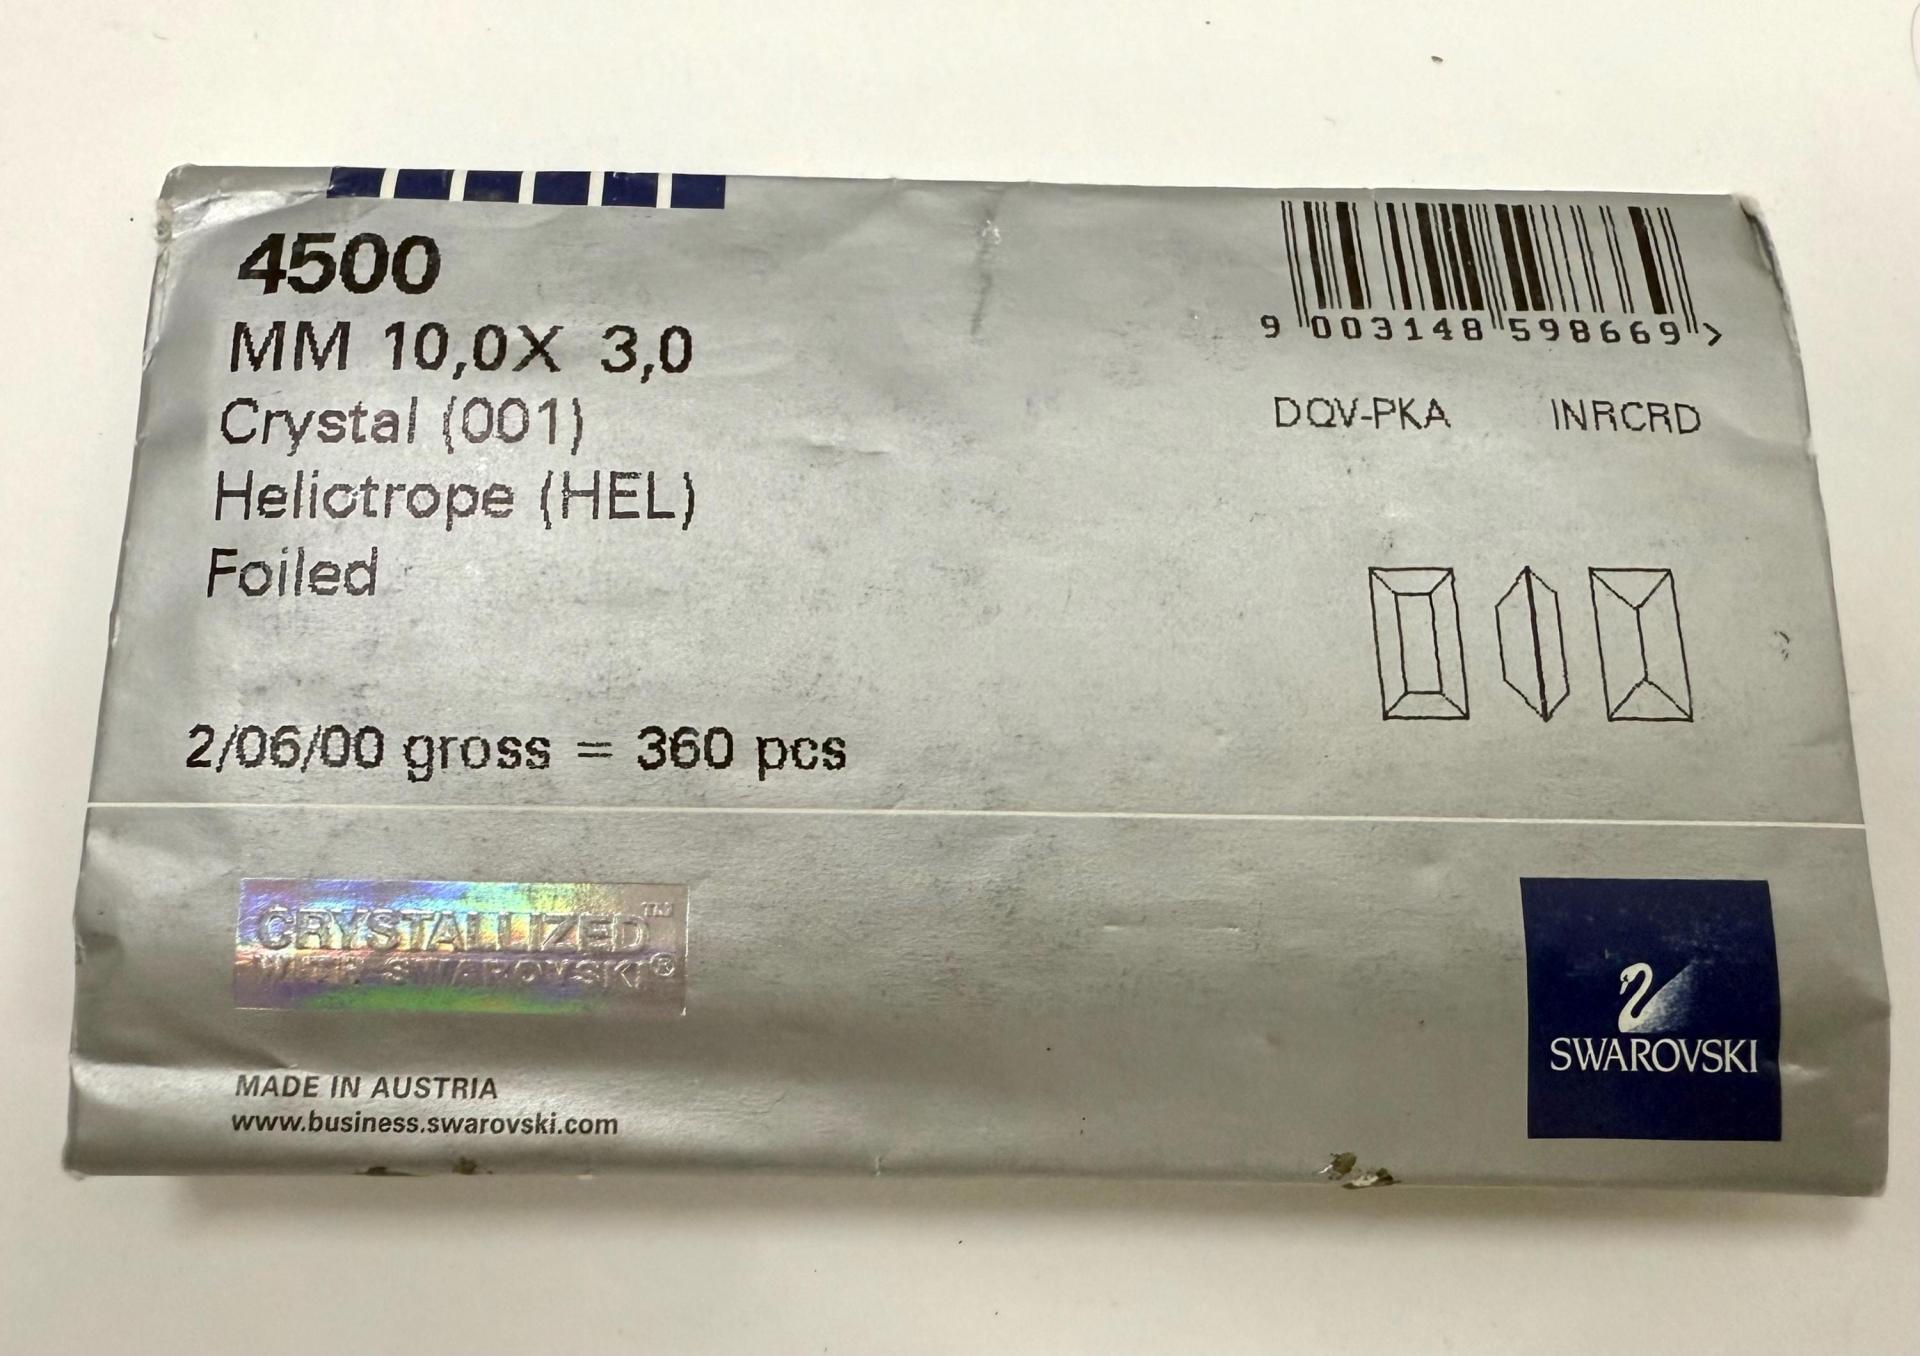 4500
MM 10,0X 3,0
Crystal (001)
Heliotrope (HEL)
Foiled
2/06/00 gross = 360 pcs
9 003148 598669 >
DQV-PKA INRCRD
CRYSTALLIZED™
WITH SWAROVSKI®
MADE IN AUSTRIA
www.business.swarovski.com
SWAROVSKI